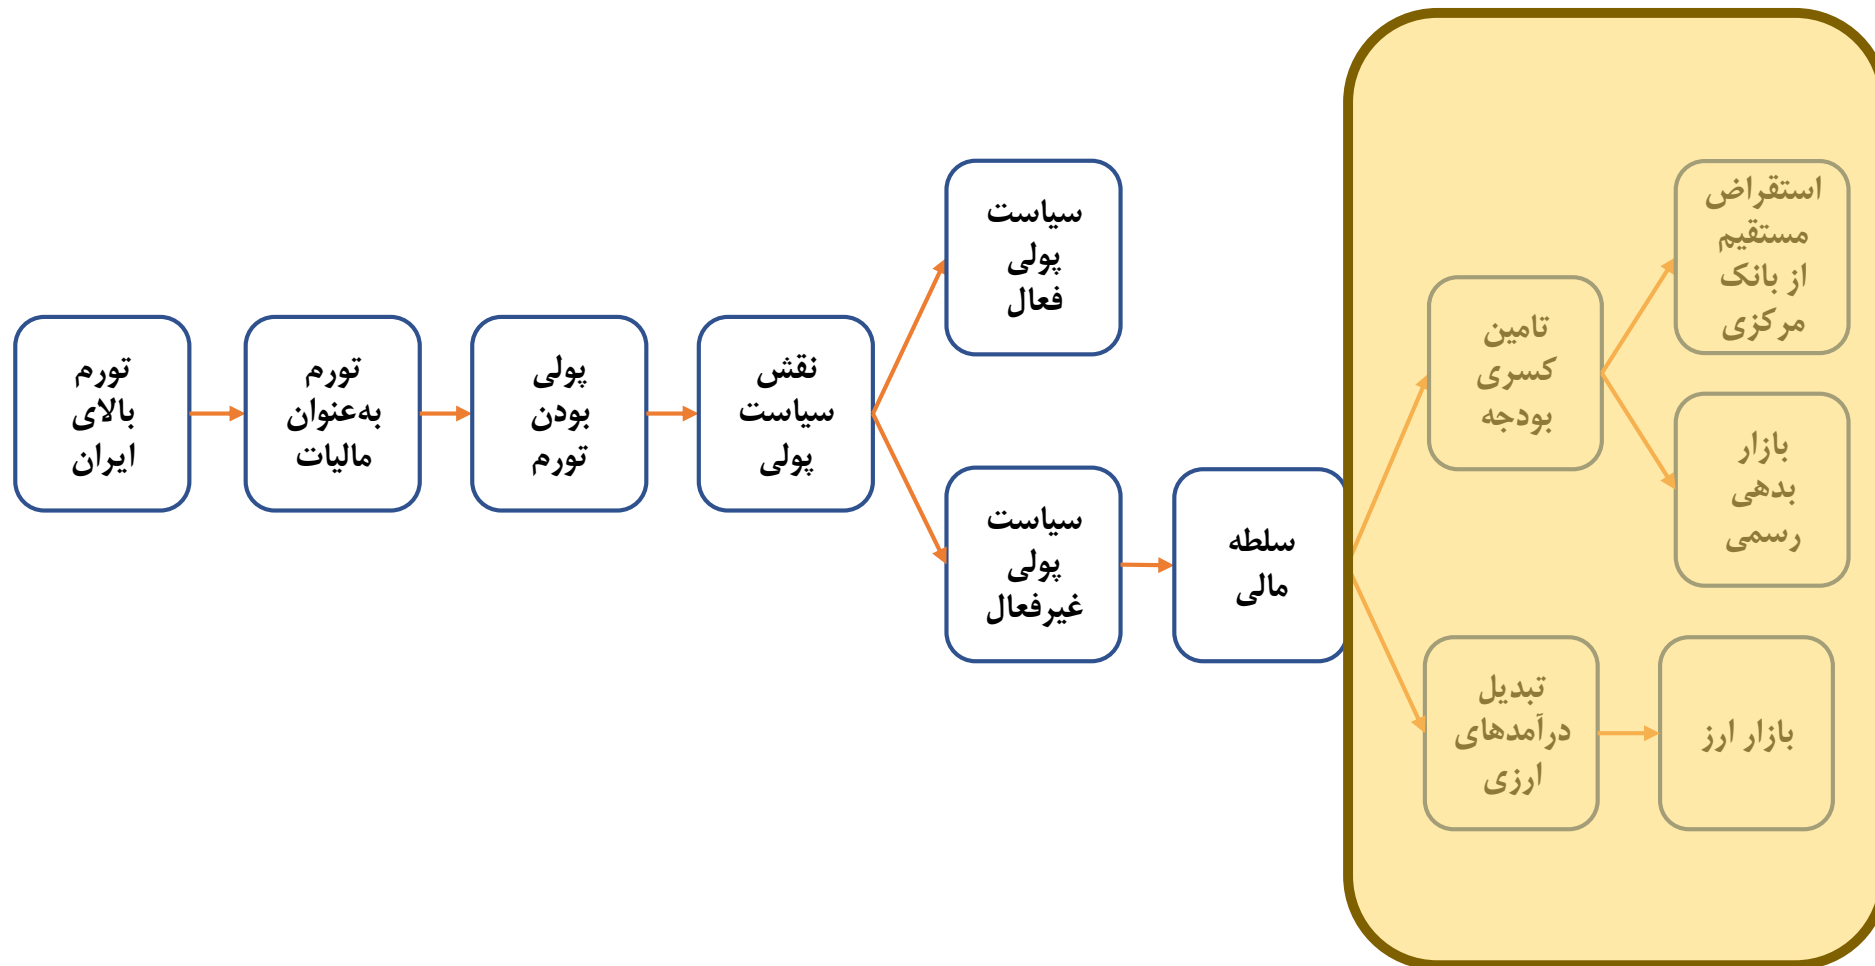 تورم
بالای
ایران
تورم
به‌عنوان
مالیات
پولی
بودن
تورم
نقش
سیاست
پولی
سیاست
پولی
فعال
سیاست
پولی
غیرفعال
سلطه
مالی
تامین
کسری
بودجه
استقراض
مستقیم
از بانک
مرکزی
بازار
بدهی
رسمی
تبدیل
درآمدهای
ارزی
بازار ارز